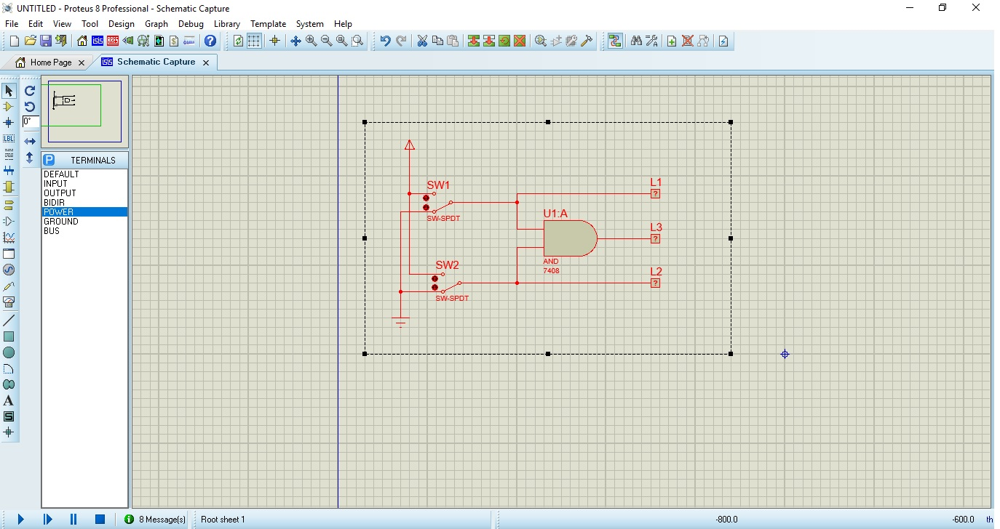 UNTITLED - Proteus 8 Professional - Schematic Capture
File Edit View Tool Design Graph Debug Library Template System Help
Home Page
Schematic Capture
0°
LBL
P TERMINALS
DEFAULT
INPUT
OUTPUT
BIDIR
POWER
GROUND
BUS
A
S
SW1
SW-SPDT
SW2
SW-SPDT
U1:A
AND
7408
L1
?
L3
?
L2
?
8 Message(s)
Root sheet 1
-800.0
-600.0
th